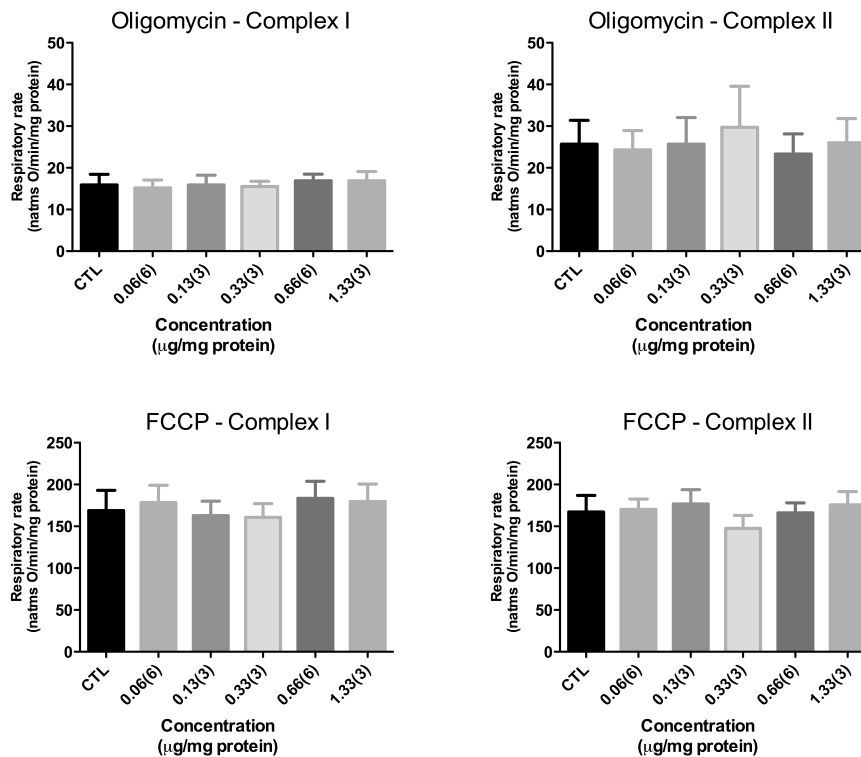 Oligomycin - Complex I
Respiratory rate
(natms O/min/mg protein)
50
40
30
20
10
0
CTL
0.06(6)
0.13(3)
0.33(3)
0.66(6)
1.33(3)
Concentration
(μg/mg protein)
Oligomycin - Complex II
Respiratory rate
(natms O/min/mg protein)
50
40
30
20
10
0
CTL
0.06(6)
0.13(3)
0.33(3)
0.66(6)
1.33(3)
Concentration
(μg/mg protein)
FCCP - Complex I
Respiratory rate
(natms O/min/mg protein)
250
200
150
100
50
0
CTL
0.06(6)
0.13(3)
0.33(3)
0.66(6)
1.33(3)
Concentration
(μg/mg protein)
FCCP - Complex II
Respiratory rate
(natms O/min/mg protein)
250
200
150
100
50
0
CTL
0.06(6)
0.13(3)
0.33(3)
0.66(6)
1.33(3)
Concentration
(μg/mg protein)